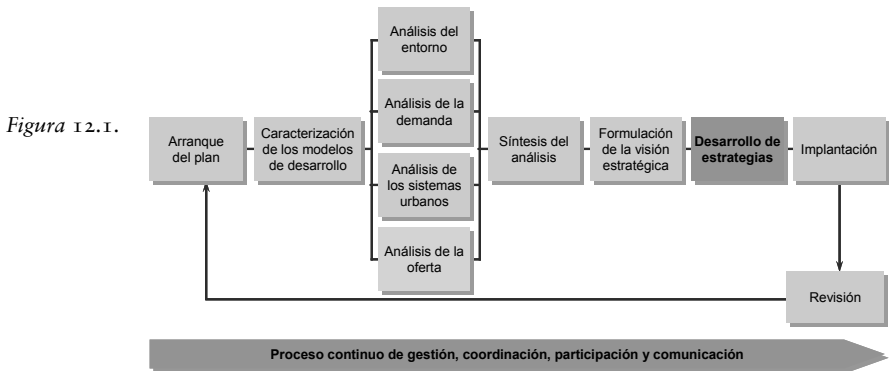 Figura 12.1.
Arranque
del plan
Caracterización
de los modelos
de desarrollo
Análisis del
entorno
Análisis de la
demanda
Análisis de
los sistemas
urbanos
Análisis de la
oferta
Síntesis del
análisis
Formulación
de la visión
estratégica
Desarrollo de
estrategias
Implantación
Revisión
Proceso continuo de gestión, coordinación, participación y comunicación